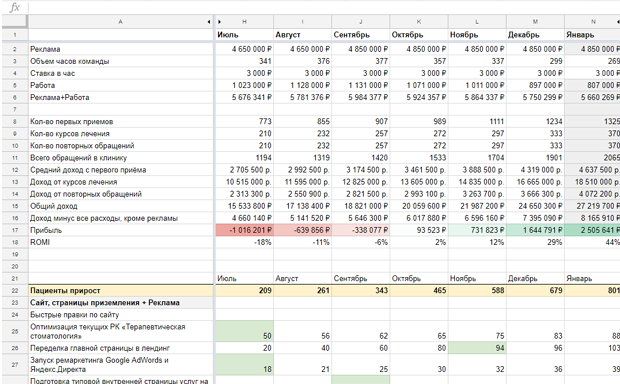 fx
A H I J K L M N
1 Июль Август Сентябрь Октябрь Ноябрь Декабрь Январь
2 Реклама 4 650 000 ₽ 4 650 000 ₽ 4 850 000 ₽ 4 850 000 ₽ 4 850 000 ₽ 4 850 000 ₽ 4 850 000 ₽
3 Объем часов команды 341 376 377 357 337 299 269
4 Ставка в час 3 000 ₽ 3 000 ₽ 3 000 ₽ 3 000 ₽ 3 000 ₽ 3 000 ₽ 3 000 ₽
5 Работа 1 023 000 ₽ 1 128 000 ₽ 1 131 000 ₽ 1 071 000 ₽ 1 011 000 ₽ 897 000 ₽ 807 000 ₽
6 Реклама+Работа 5 676 341 ₽ 5 781 376 ₽ 5 984 377 ₽ 5 924 357 ₽ 5 864 337 ₽ 5 750 299 ₽ 5 660 269 ₽
7
8 Кол-во первых приемов 773 855 907 989 1111 1234 1325
9 Кол-во курсов лечения 210 232 257 272 297 333 370
10 Кол-во повторных обращений 210 232 257 272 297 333 370
11 Всего обращений в клинику 1194 1319 1420 1533 1704 1901 2065
12 Средний доход с первого приёма 2 705 500 р. 2 992 500 р. 3 174 500 р. 3 461 500 р. 3 888 500 р. 4 319 000 р. 4 637 500 р.
13 Доход от курсов лечения 10 515 000 р. 11 595 000 р. 12 825 000 р. 13 605 000 р. 14 835 000 р. 16 665 000 р. 18 510 000 р.
14 Доход от повторных обращений 2 313 300 р. 2 550 900 р. 2 821 500 р. 2 993 100 р. 3 263 700 р. 3 666 300 р. 4 072 200 р.
15 Общий доход 15 533 800 ₽ 17 138 400 ₽ 18 821 000 ₽ 20 059 600 ₽ 21 987 200 ₽ 24 650 300 ₽ 27 219 700 ₽
16 Доход минус все расходы, кроме рекламы 4 660 140 ₽ 5 141 520 ₽ 5 646 300 ₽ 6 017 880 ₽ 6 596 160 ₽ 7 395 090 ₽ 8 165 910 ₽
17 Прибыль -1 016 201 ₽ -639 856 ₽ -338 077 ₽ 93 523 ₽ 731 823 ₽ 1 644 791 ₽ 2 505 641 ₽
18 ROMI -18% -11% -6% 2% 12% 29% 44%
19
20
21 Июль Август Сентябрь Октябрь Ноябрь Декабрь Январь
22 Пациенты прирост 209 261 343 465 588 679 801
23 Сайт, страницы приземления + Реклама
24 Быстрые правки по сайту
25 Оптимизация текущих РК «Терапевтическая
стоматология» 50 56 62 65 75 83 88
26 Переделка главной страницы в лендинг 20 40 60 80 94 96 103
27 Запуск ремаркетинга Google AdWords и
Яндекс.Директа 18 21 25 30 32 36 39
Подготовка типовой внутренней страницы услуг на